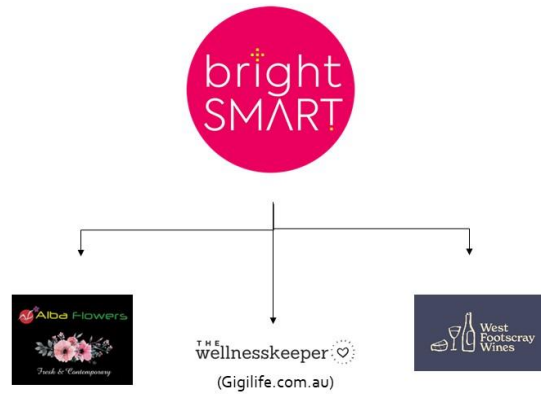 bright
SMART
Alba Flowers
Fresh & Contemporary
THE
wellnesskeeper
(Gigilife.com.au)
West
Footscray
Wines